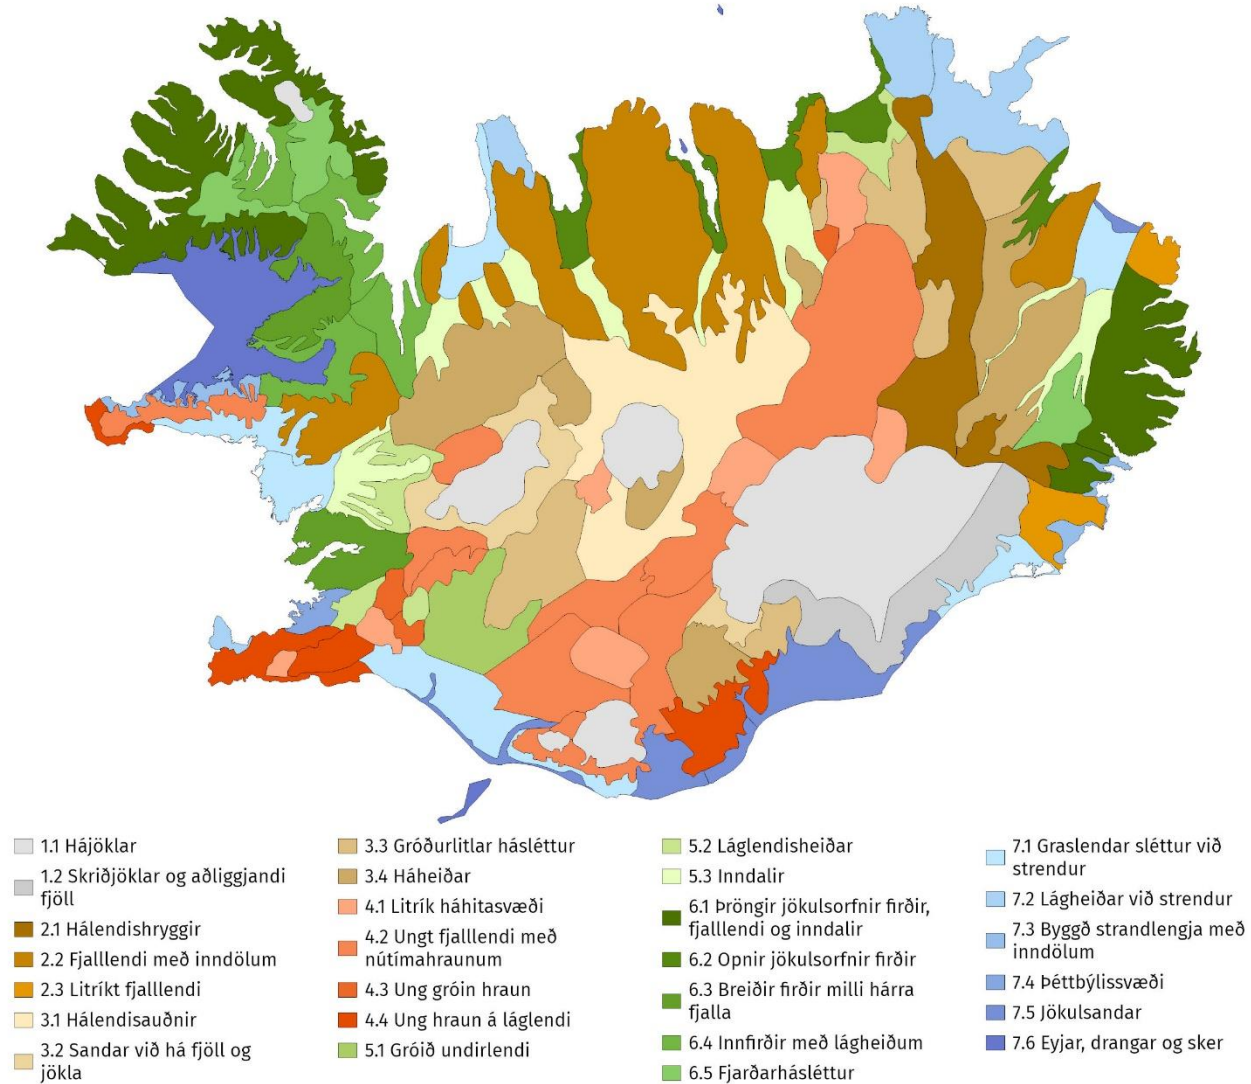 1.1 Hájöklar
1.2 Skriðjöklar og aðliggjandi
fjöll
2.1 Hálendishryggir
2.2 Fjalllendi með inndölum
2.3 Litríkt fjalllendi
3.1 Hálendisauðnir
3.2 Sandar við há fjöll og
jökla
3.3 Gróðurlitlar hásléttur
3.4 Háheiðar
4.1 Litrík háhitasvæði
4.2 Ungt fjalllendi með
nútímahraunum
4.3 Ung gróin hraun
4.4 Ung hraun á láglendi
5.1 Gróið undirlendi
5.2 Láglendisheiðar
5.3 Inndalir
6.1 Þröngir jökulsorfnir firðir,
fjalllendi og inndalir
6.2 Opnir jökulsorfnir firðir
6.3 Breiðir firðir milli hárra
fjalla
6.4 Innfirðir með lágheiðum
6.5 Fjarðarhásléttur
7.1 Graslendar sléttur við
strendur
7.2 Lágheiðar við strendur
7.3 Byggð strandlengja með
inndölum
7.4 Þéttbýlissvæði
7.5 Jökulsandar
7.6 Eyjar, drangar og sker